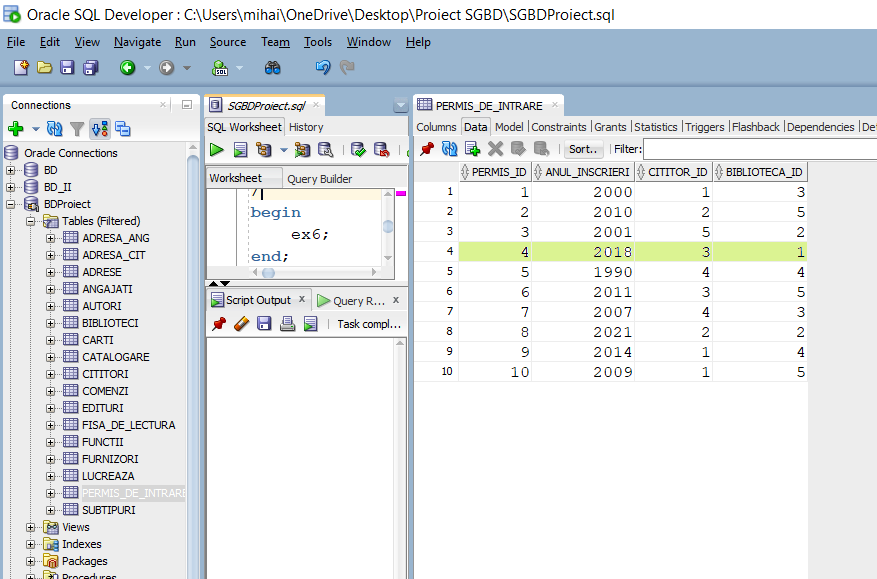 Oracle SQL Developer : C:\Users\mihai\OneDrive\Desktop\Proiect SGBD\SGBDProiect.sql
File Edit View Navigate Run Source Team Tools Window Help
Connections
Oracle Connections
BD
BD_II
BDProiect
Tables (Filtered)
ADRESA_ANG
ADRESA_CIT
ADRESE
ANGAJATI
AUTORI
BIBLIOTECI
CARTI
CATALOGARE
CITITORI
COMENZI
EDITURI
FISA_DE_LECTURA
FUNCTII
FURNIZORI
LUCREAZA
PERMIS_DE_INTRARE
SUBTIPURI
Views
Indexes
Packages
Procedures
SGBDProiect.sql
SQL Worksheet History
Worksheet Query Builder
/
begin
ex6;
end;
Script Output Query R...
Task compl...
PERMIS_DE_INTRARE
Columns Data Model Constraints Grants Statistics Triggers Flashback Dependencies De
Sort.. Filter:
PERMIS_ID ANUL_INSCRIERI CITITOR_ID BIBLIOTECA_ID
1 1 2000 1 3
2 2 2010 2 5
3 3 2001 5 2
4 4 2018 3 1
5 5 1990 4 4
6 6 2011 3 5
7 7 2007 4 3
8 8 2021 2 2
9 9 2014 1 4
10 10 2009 1 5